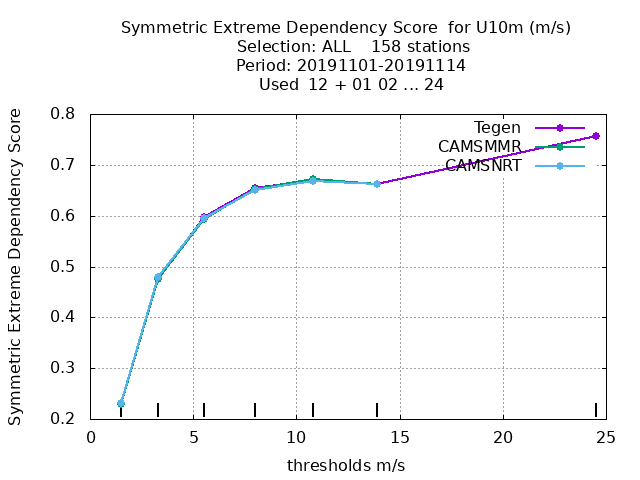 Symmetric Extreme Dependency Score for U10m (m/s)
Selection: ALL 158 stations
Period: 20191101-20191114
Used 12 + 01 02 ... 24
Symmetric Extreme Dependency Score
0.8
0.7
0.6
0.5
0.4
0.3
0.2
Tegen
CAMSMMR
CAMSNRT
0 5 10 15 20 25
thresholds m/s